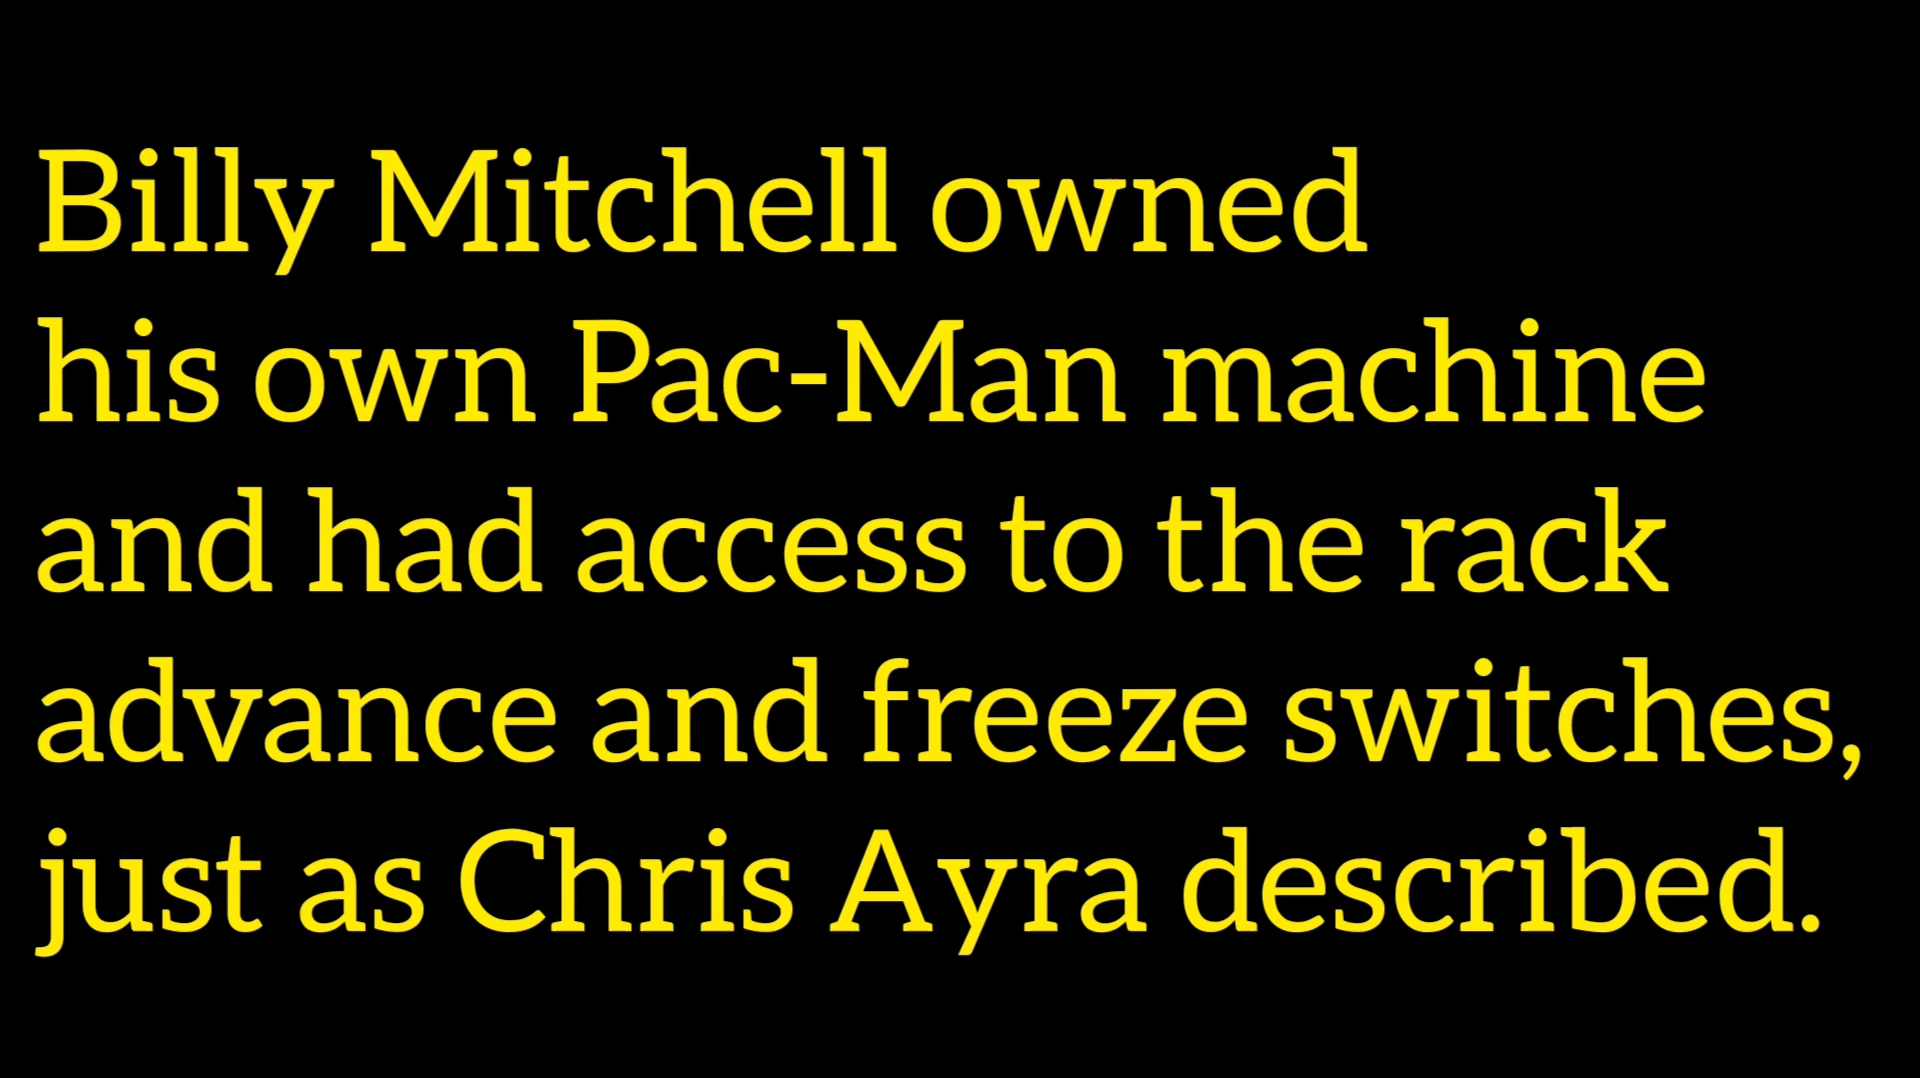 Billy Mitchell owned
his own Pac-Man machine
and had access to the rack
advance and freeze switches,
just as Chris Ayra described.